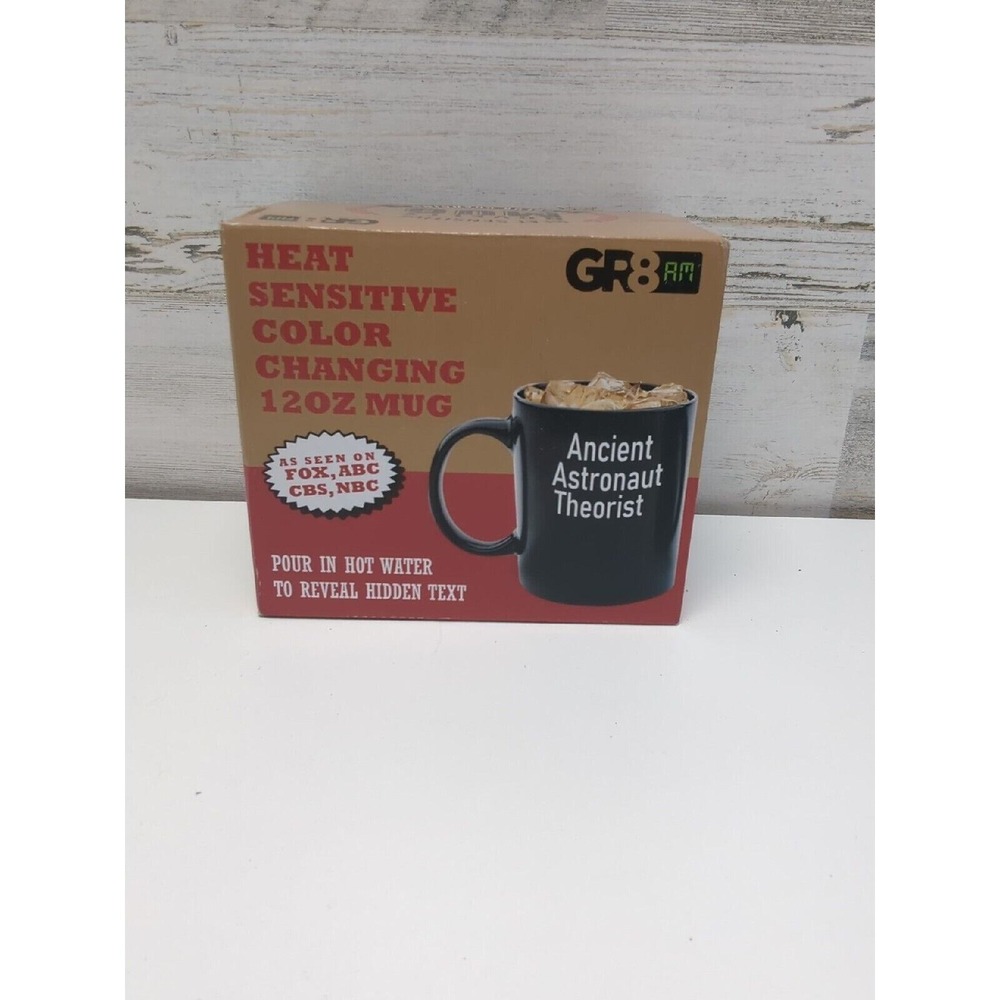 HEAT
SENSITIVE
COLOR
CHANGING
12OZ MUG
GR8 AM
AS SEEN ON
FOX, ABC
CBS, NBC
Ancient
Astronaut
Theorist
POUR IN HOT WATER
TO REVEAL HIDDEN TEXT
GR8